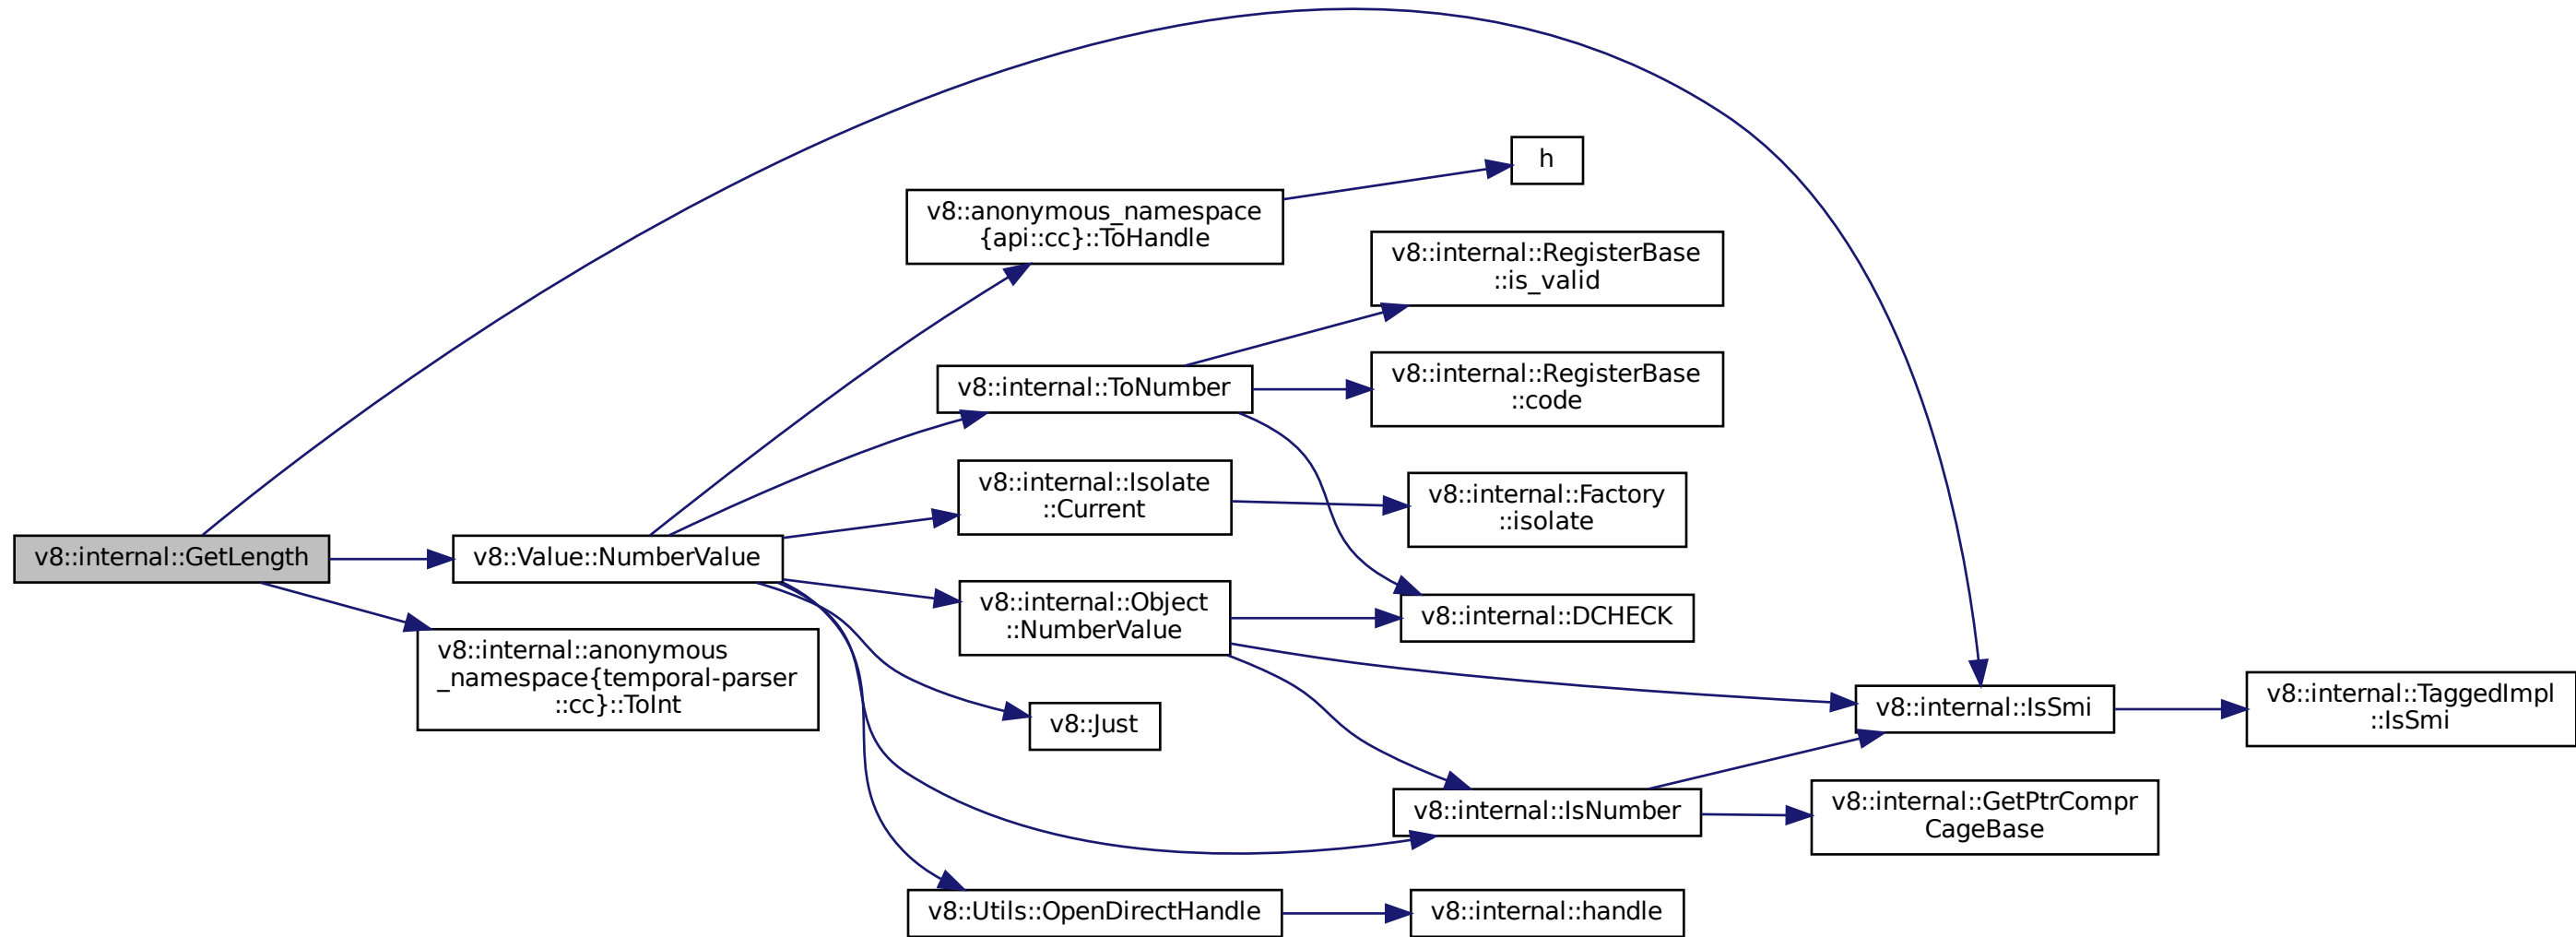 h
v8::anonymous_namespace
{api::cc}::ToHandle
v8::internal::RegisterBase
::is_valid
v8::internal::ToNumber
v8::internal::RegisterBase
::code
v8::internal::Isolate
::Current
v8::internal::Factory
::isolate
v8::internal::GetLength
v8::Value::NumberValue
v8::internal::Object
::NumberValue
v8::internal::DCHECK
v8::internal::anonymous
_namespace{temporal-parser
::cc}::ToInt
v8::Just
v8::internal::IsSmi
v8::internal::TaggedImpl
::IsSmi
v8::internal::IsNumber
v8::internal::GetPtrCompr
CageBase
v8::Utils::OpenDirectHandle
v8::internal::handle